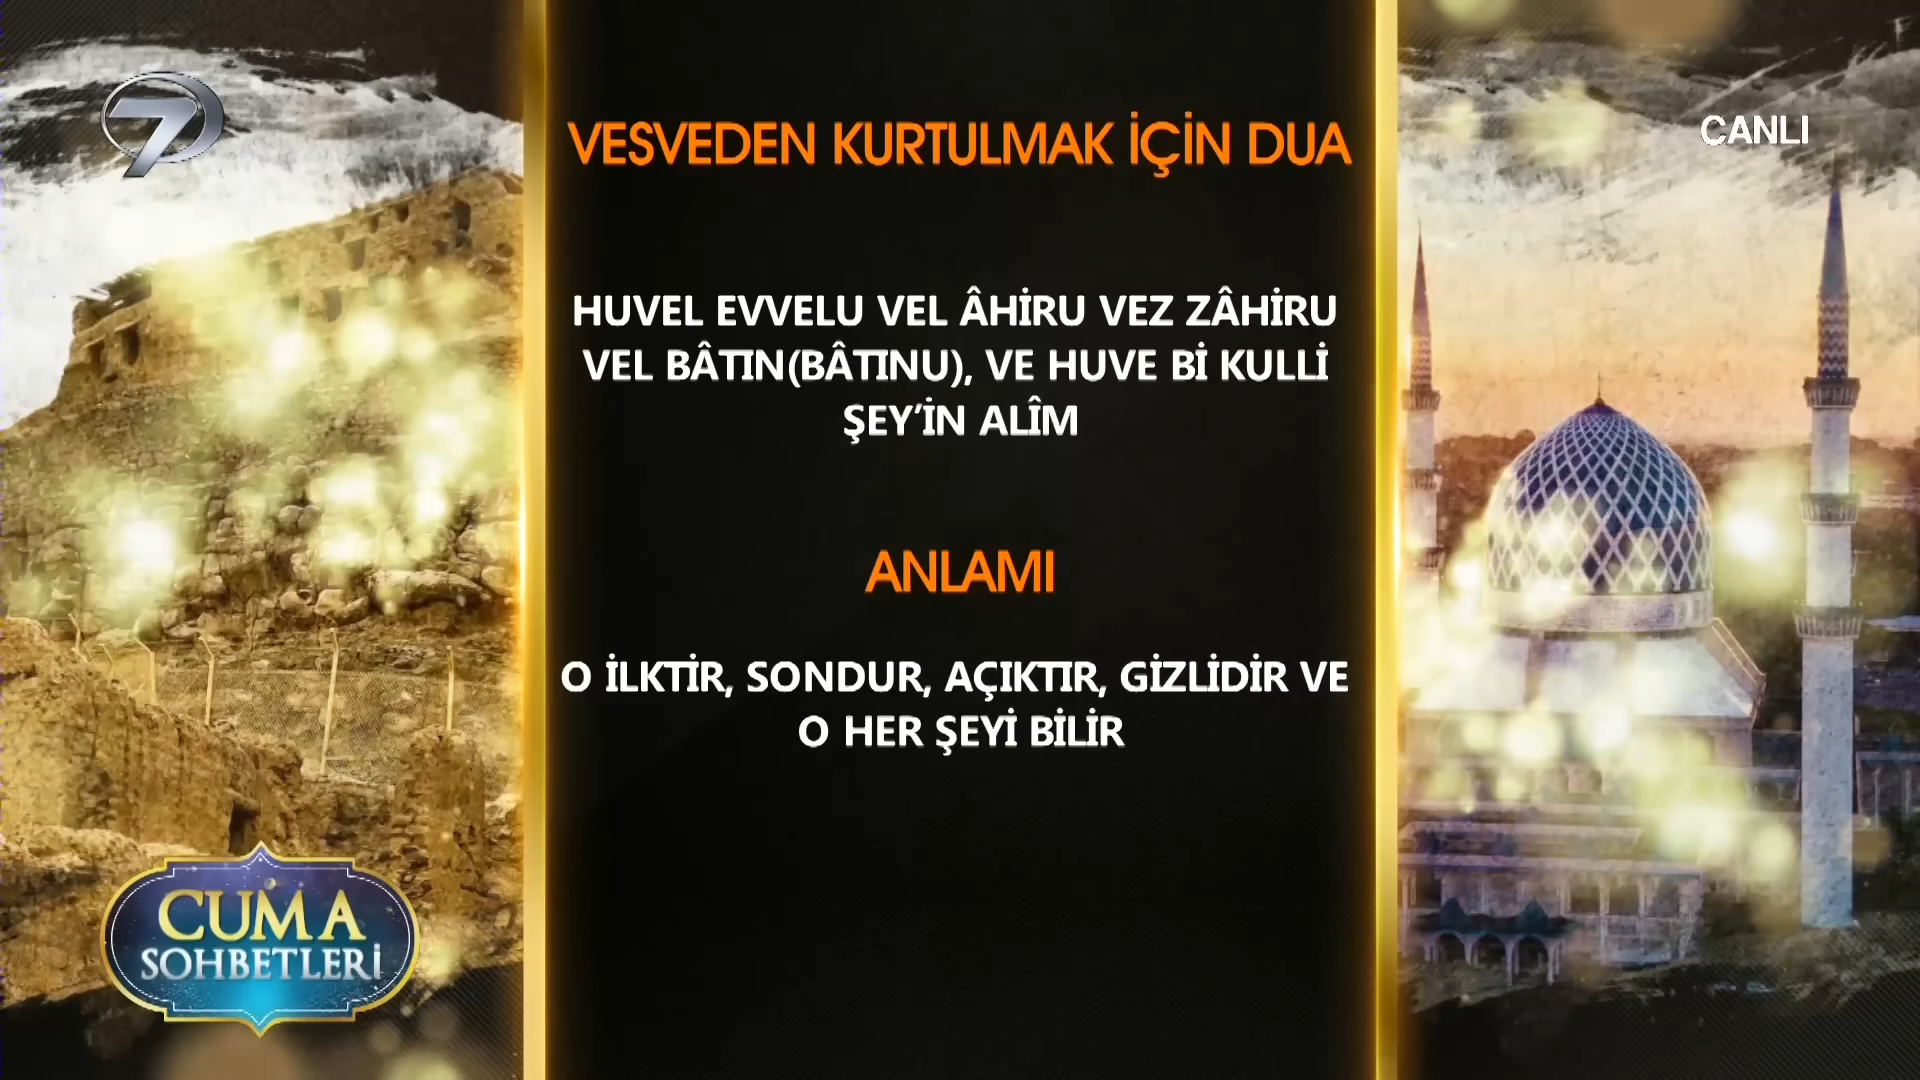 7
CANLI
VESVEDEN KURTULMAK İÇİN DUA
HUVEL EVVELU VEL ÂHİRU VEZ ZÂHİRU
VEL BÂTIN(BÂTINU), VE HUVE Bİ KULLİ
ŞEY’İN ALÎM
ANLAMI
O İLKTİR, SONDUR, AÇIKTIR, GİZLİDİR VE
O HER ŞEYİ BİLİR
CUMA
SOHBETLERİ